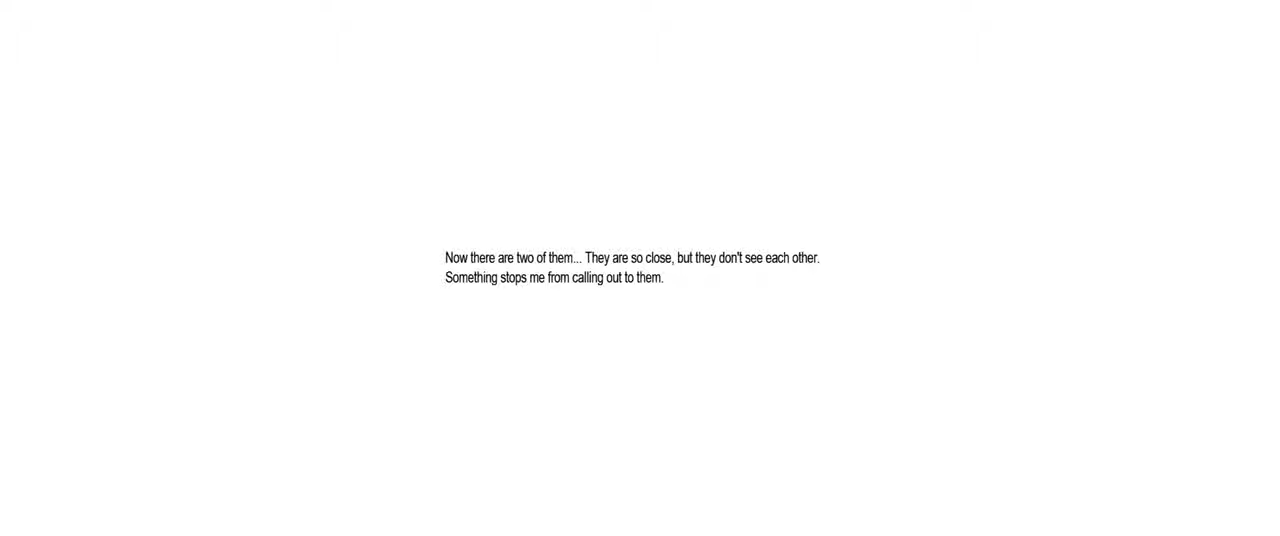 Now there are two of them... They are so close, but they don't see each other.
Something stops me from calling out to them.